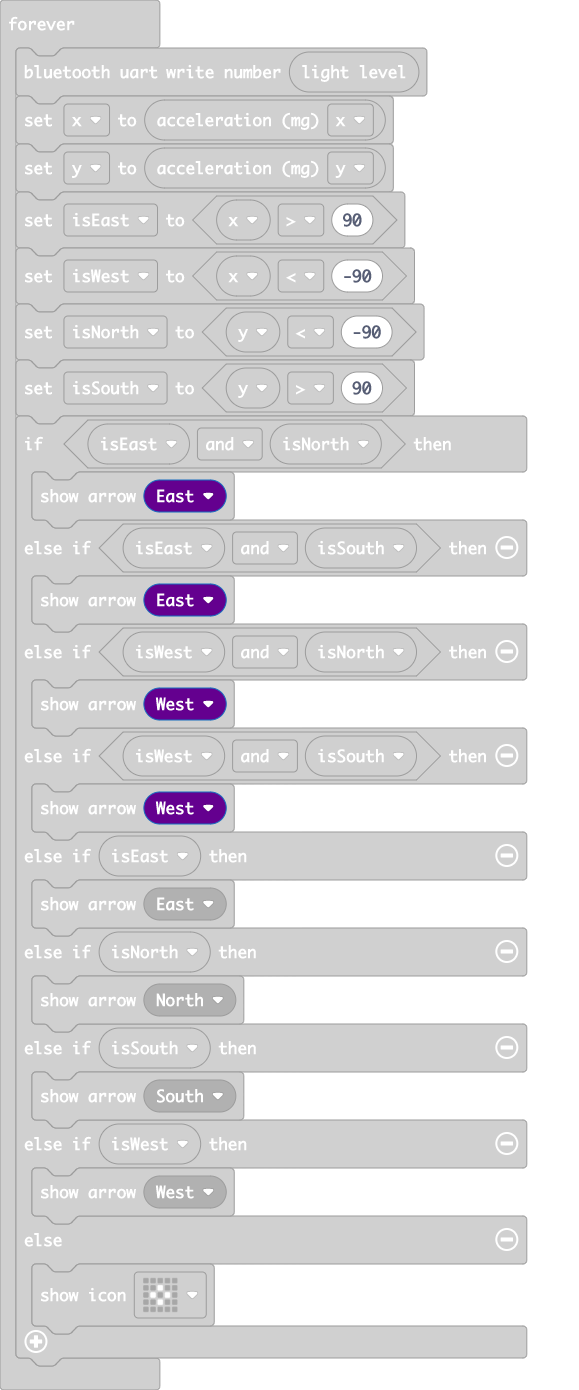 forever
bluetooth uart write number light level
set x to acceleration (mg) x
set y to acceleration (mg) y
set isEast to x > 90
set isWest to x < -90
set isNorth to y < -90
set isSouth to y > 90
if isEast and isNorth then
show arrow East
else if isEast and isSouth then
show arrow East
else if isWest and isNorth then
show arrow West
else if isWest and isSouth then
show arrow West
else if isEast then
show arrow East
else if isNorth then
show arrow North
else if isSouth then
show arrow South
else if isWest then
show arrow West
else
show icon